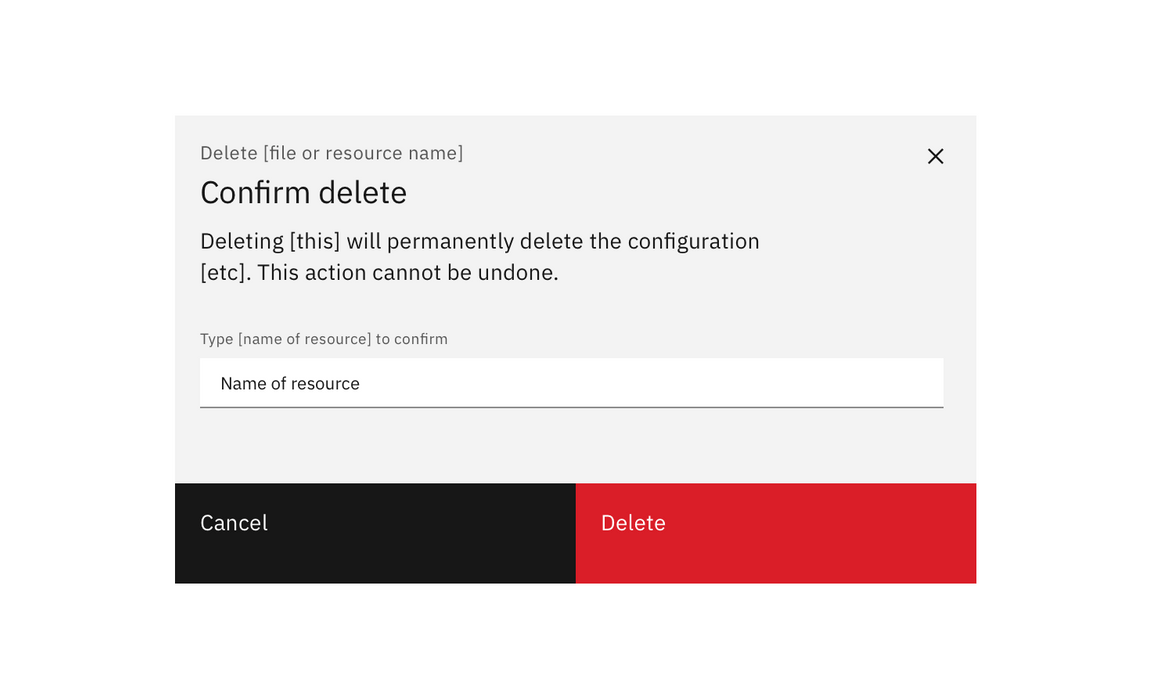 Delete [file or resource name]
Confirm delete
Deleting [this] will permanently delete the configuration
[etc]. This action cannot be undone.
Type [name of resource] to confirm
Name of resource
Cancel
Delete